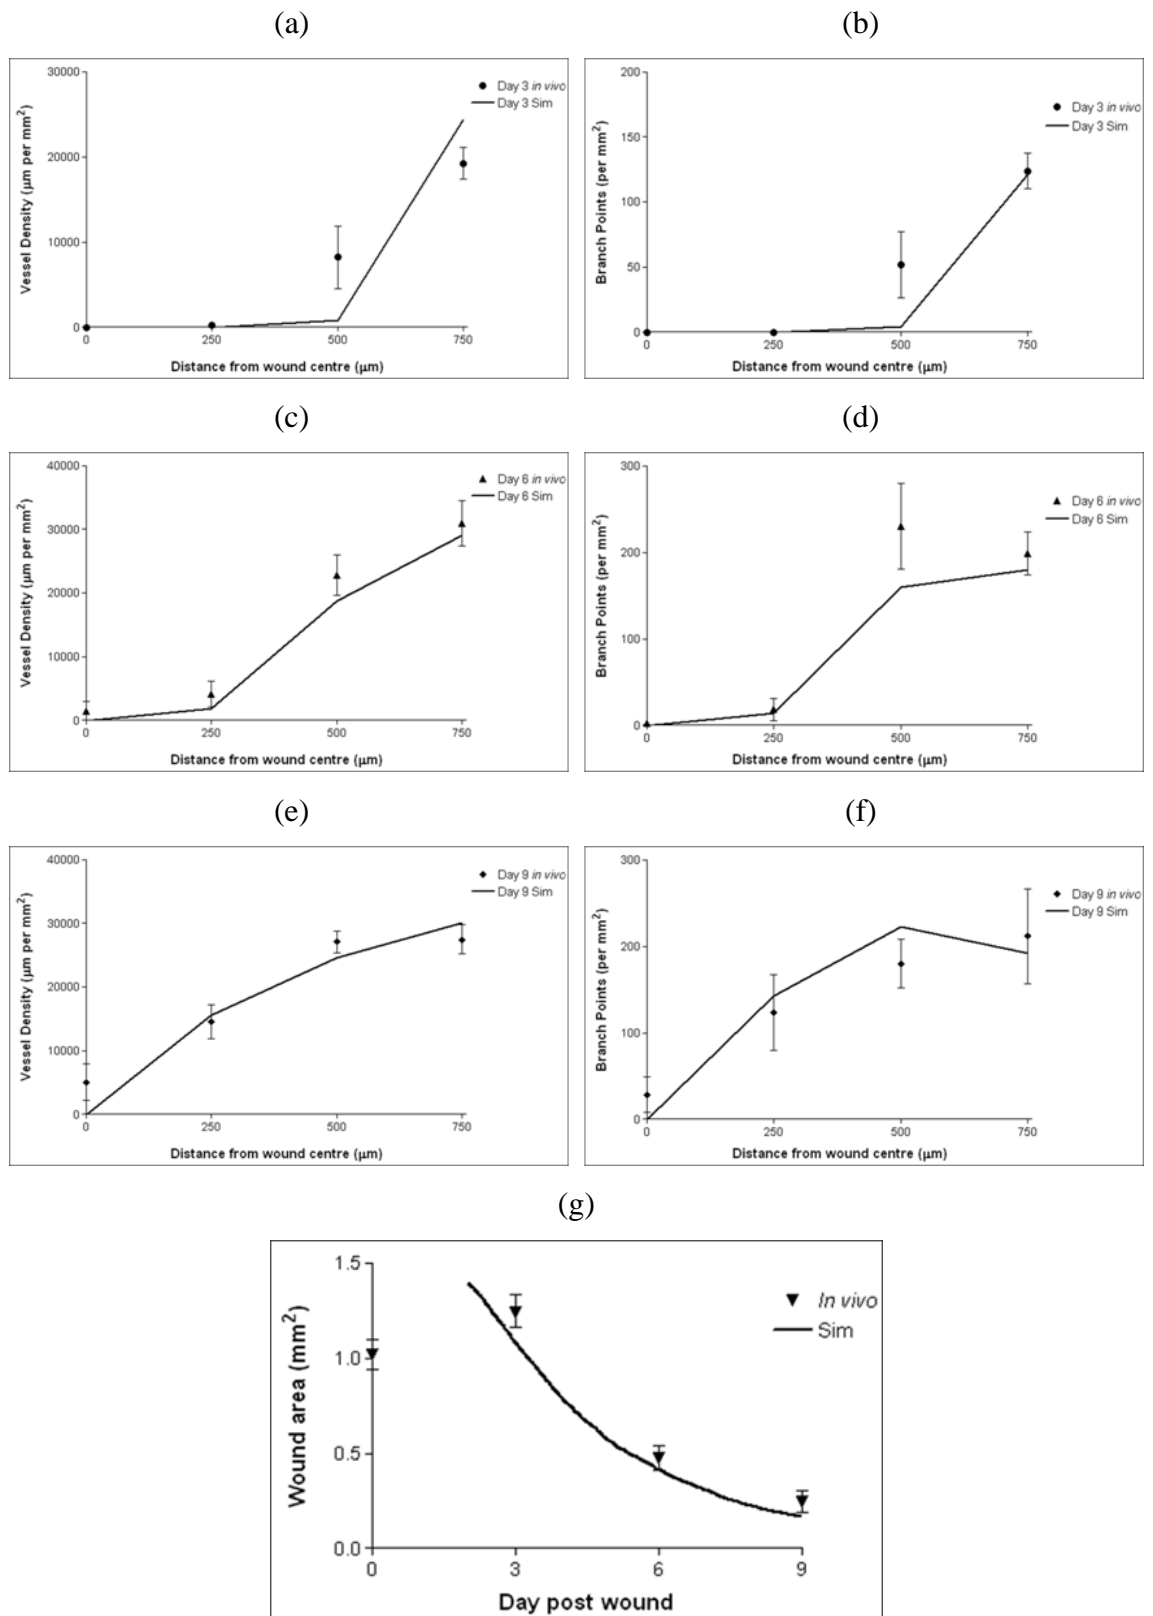 (a)
(b)
30000
20000
10000
0
Vessel Density (µm per mm²)
0 250 500 750
Distance from wound centre (µm)
Day 3 in vivo
Day 3 Sim
200
150
100
50
0
Branch Points (per mm²)
0 250 500 750
Distance from wound centre (µm)
Day 3 in vivo
Day 3 Sim
(c)
(d)
40000
30000
20000
10000
0
Vessel Density (µm per mm²)
0 250 500 750
Distance from wound centre (µm)
Day 6 in vivo
Day 6 Sim
300
200
100
0
Branch Points (per mm²)
0 250 500 750
Distance from wound centre (µm)
Day 6 in vivo
Day 6 Sim
(e)
(f)
40000
30000
20000
10000
0
Vessel Density (µm per mm²)
0 250 500 750
Distance from wound centre (µm)
Day 9 in vivo
Day 9 Sim
300
200
100
0
Branch Points (per mm²)
0 250 500 750
Distance from wound centre (µm)
Day 9 in vivo
Day 9 Sim
(g)
1.5
1.0
0.5
0.0
Wound area (mm²)
0 3 6 9
Day post wound
In vivo
Sim